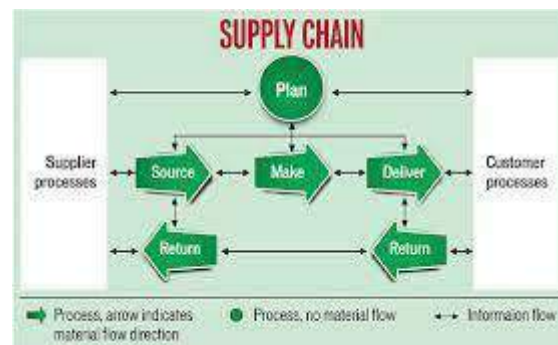 SUPPLY CHAIN
Plan
Supplier
processes
Source
Make
Deliver
Customer
processes
Return
Return
Process, arrow indicates
material flow direction
Process, no material flow
Informaion flow